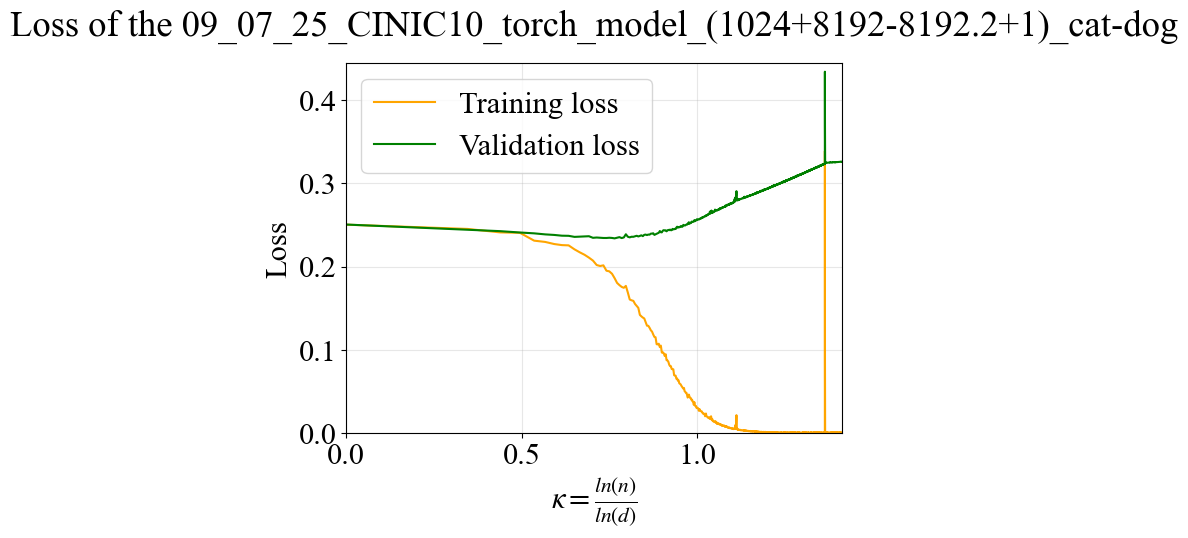 Loss of the 09_07_25_CINIC10_torch_model_(1024+8192-8192.2+1)_cat-dog
Training loss
Validation loss
Loss
0.4
0.3
0.2
0.1
0.0
0.0 0.5 1.0
κ = ln(n) / ln(d)